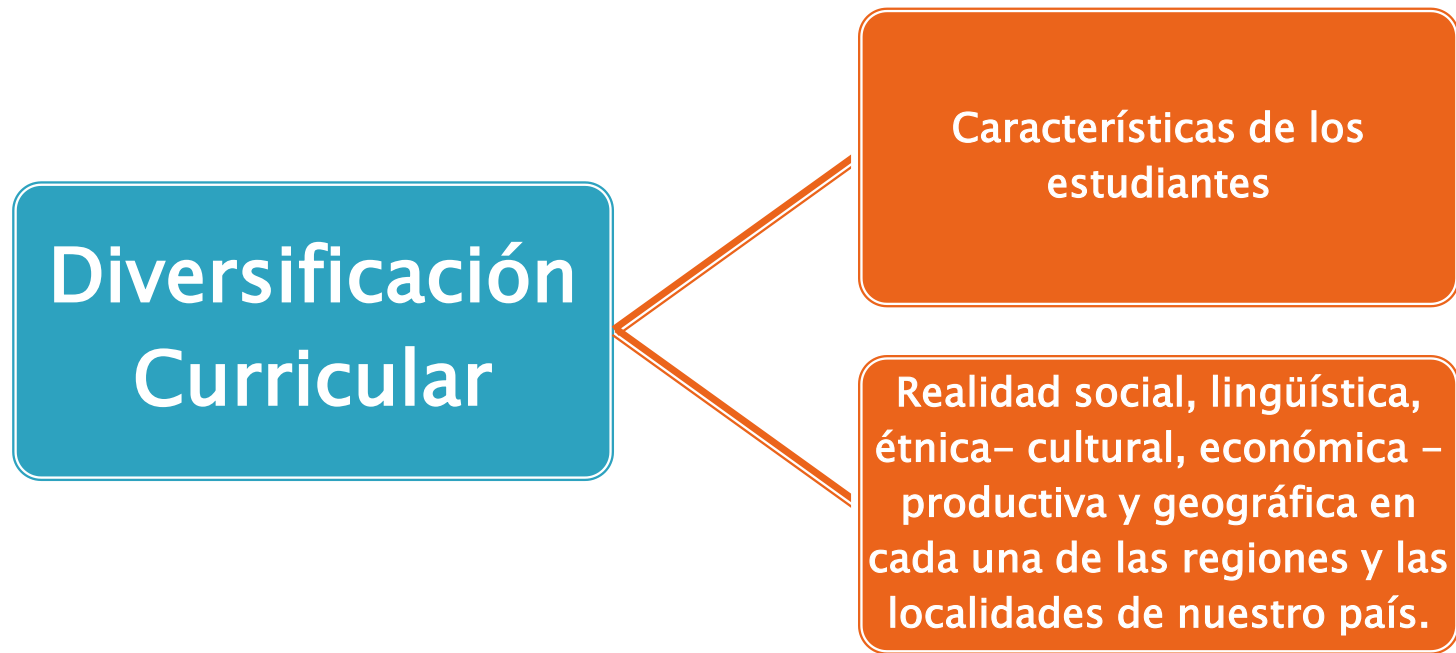 Diversificación
Curricular
Características de los
estudiantes
Realidad social, lingüística,
étnica- cultural, económica -
productiva y geográfica en
cada una de las regiones y las
localidades de nuestro país.